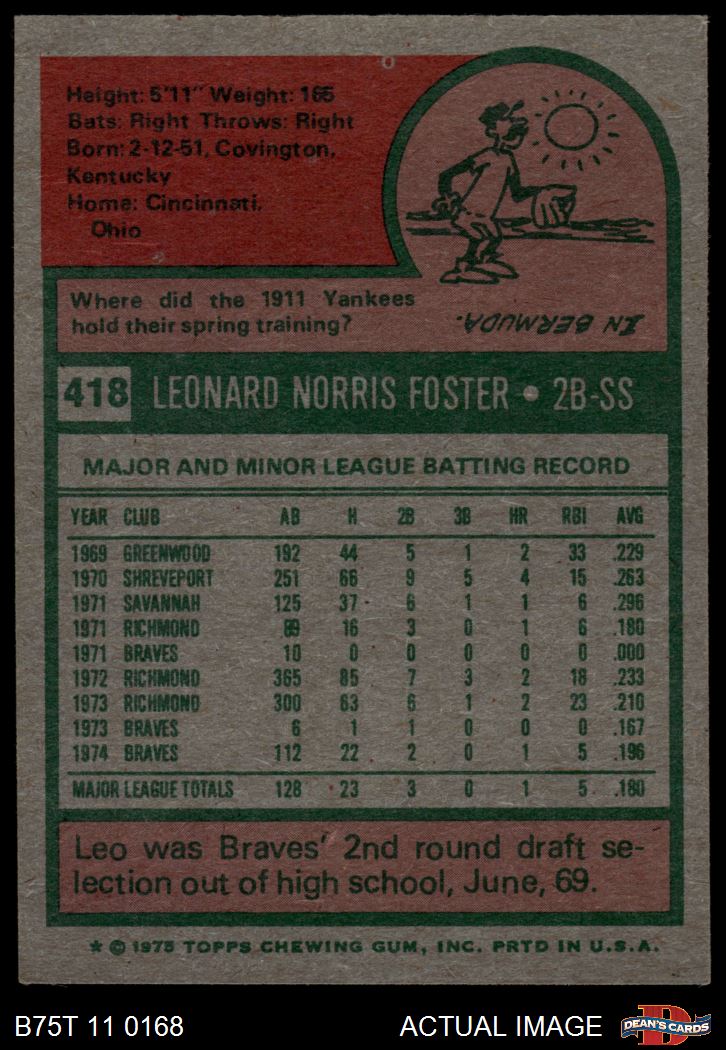 Height: 5'11" Weight: 165
Bats: Right Throws: Right
Born: 2-12-51, Covington,
Kentucky
Home: Cincinnati,
Ohio
Where did the 1911 Yankees
hold their spring training?
IN BERMUDA.
418 LEONARD NORRIS FOSTER • 2B-SS
MAJOR AND MINOR LEAGUE BATTING RECORD
YEAR CLUB AB H 2B 3B HR RBI AVG
1969 GREENWOOD 192 44 5 1 2 33 .229
1970 SHREVEPORT 251 66 9 5 4 15 .263
1971 SAVANNAH 125 37 6 1 1 6 .296
1971 RICHMOND 89 16 3 0 1 6 .180
1971 BRAVES 10 0 0 0 0 0 .000
1972 RICHMOND 365 85 7 3 2 18 .233
1973 RICHMOND 300 63 6 1 2 23 .210
1973 BRAVES 6 1 1 0 0 0 .167
1974 BRAVES 112 22 2 0 1 5 .196
MAJOR LEAGUE TOTALS 128 23 3 0 1 5 .180
Leo was Braves' 2nd round draft se-
lection out of high school, June, 69.
* © 1975 TOPPS CHEWING GUM, INC. PRTD IN U.S.A.
B75T 11 0168 ACTUAL IMAGE DEAN'S CARDS